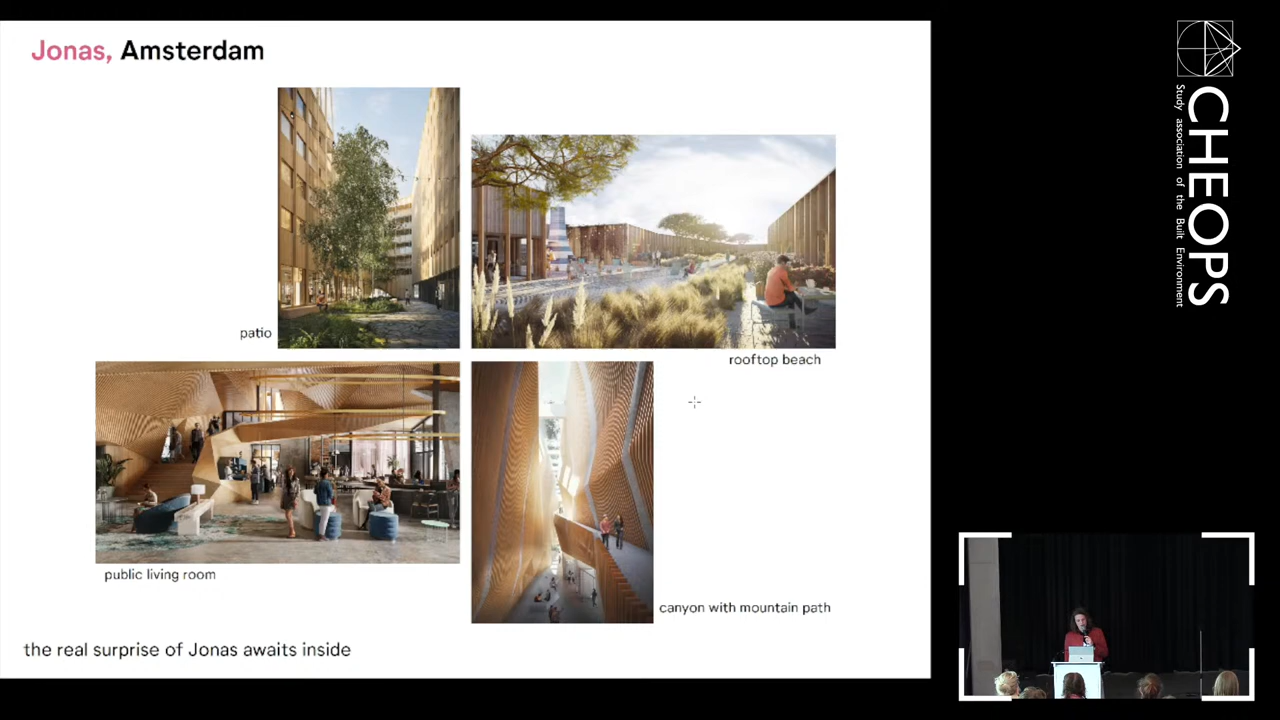 Jonas, Amsterdam
patio
rooftop beach
public living room
canyon with mountain path
the real surprise of Jonas awaits inside
CHEOPS
Study association of the Built Environment